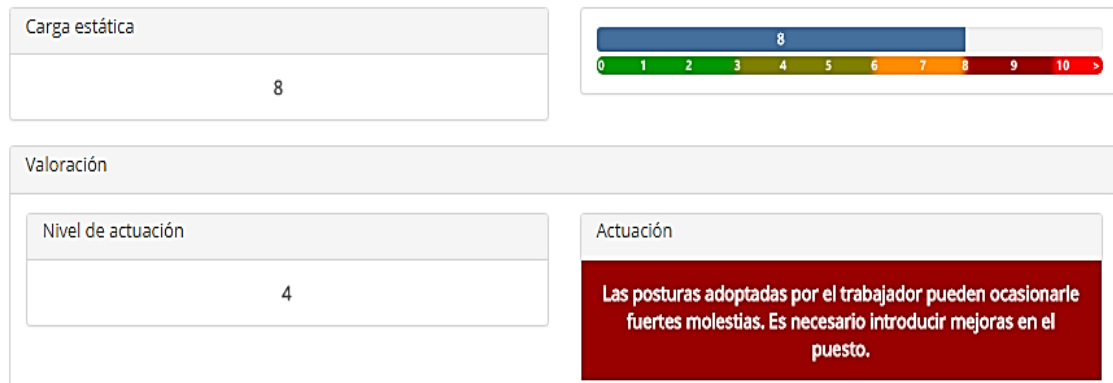 Carga estática
8
8
0 1 2 3 4 5 6 7 8 9 10 >
Valoración
Nivel de actuación
4
Actuación
Las posturas adoptadas por el trabajador pueden ocasionarle
fuertes molestias. Es necesario introducir mejoras en el
puesto.